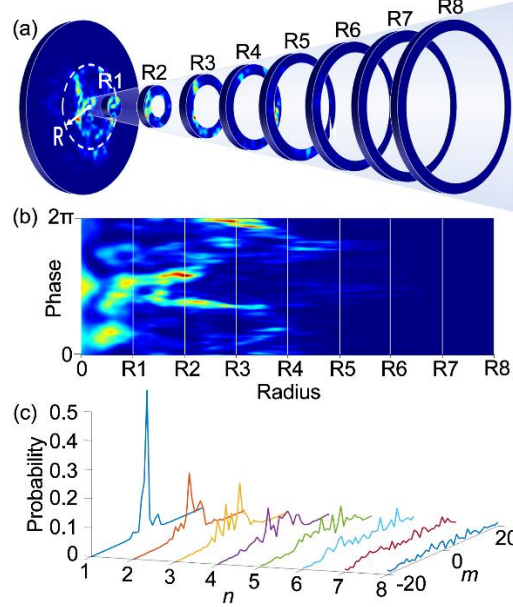 (a)
R1
R2
R3
R4
R5
R6
R7
R8
R
(b)
2π
Phase
0
0 R1 R2 R3 R4 R5 R6 R7 R8
Radius
(c)
0.5
0.4
0.3
0.2
0.1
0
Probability
1 2 3 4 5 6 7 8
n
-20 0 20
m